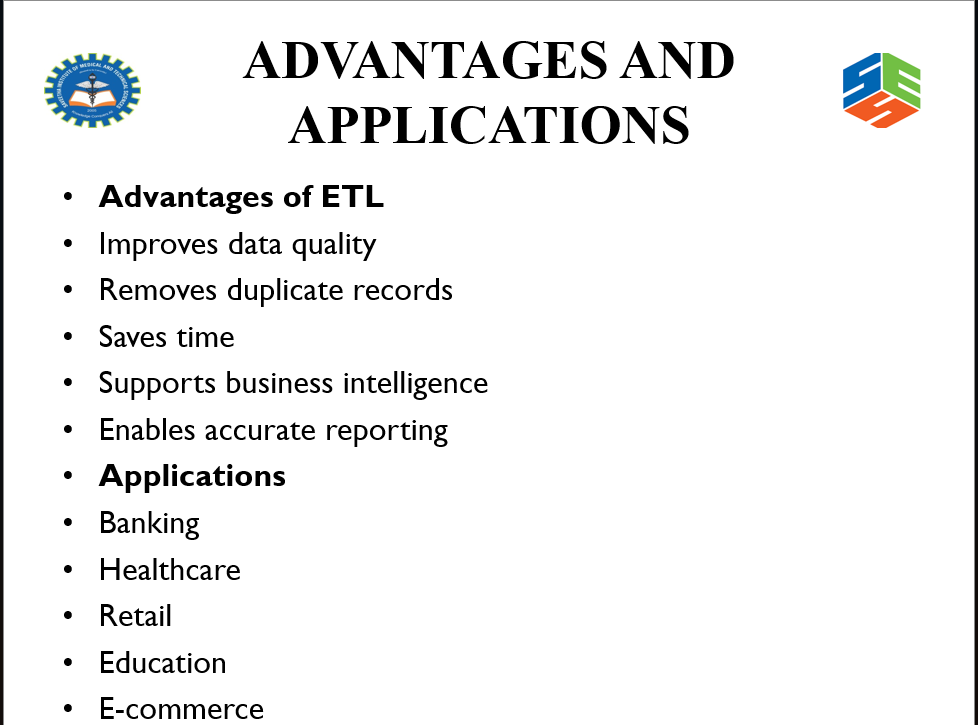 ADVANTAGES AND
APPLICATIONS
SES
• Advantages of ETL
• Improves data quality
• Removes duplicate records
• Saves time
• Supports business intelligence
• Enables accurate reporting
• Applications
• Banking
• Healthcare
• Retail
• Education
• E-commerce